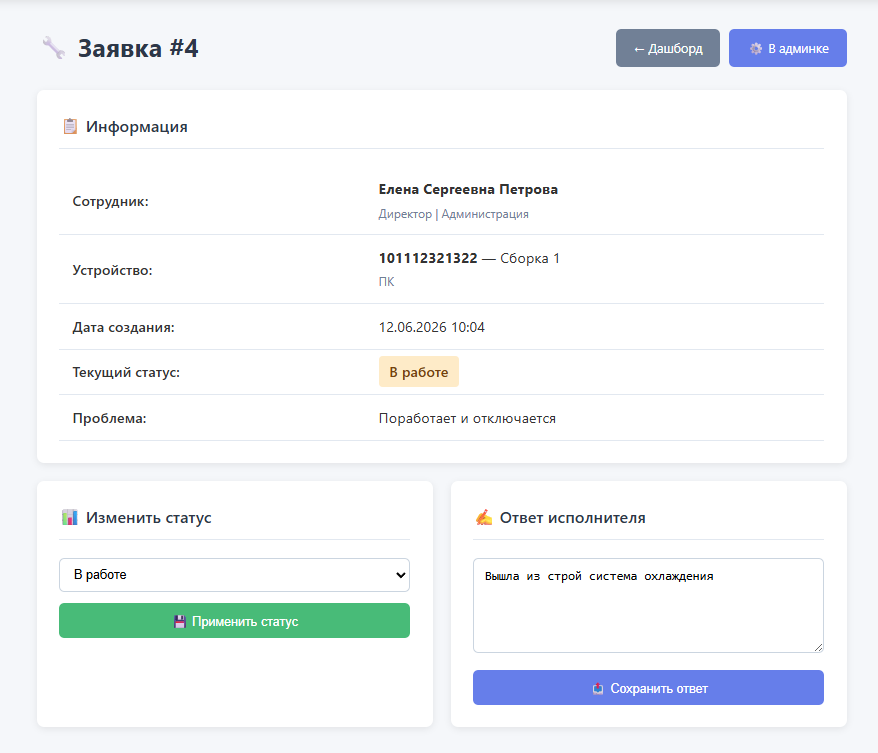 Заявка #4
← Дашборд
В админке
Информация
Сотрудник:
Елена Сергеевна Петрова
Директор | Администрация
Устройство:
101112321322 — Сборка 1
ПК
Дата создания:
12.06.2026 10:04
Текущий статус:
В работе
Проблема:
Поработает и отключается
Изменить статус
В работе
Применить статус
Ответ исполнителя
Вышла из строй система охлаждения
Сохранить ответ